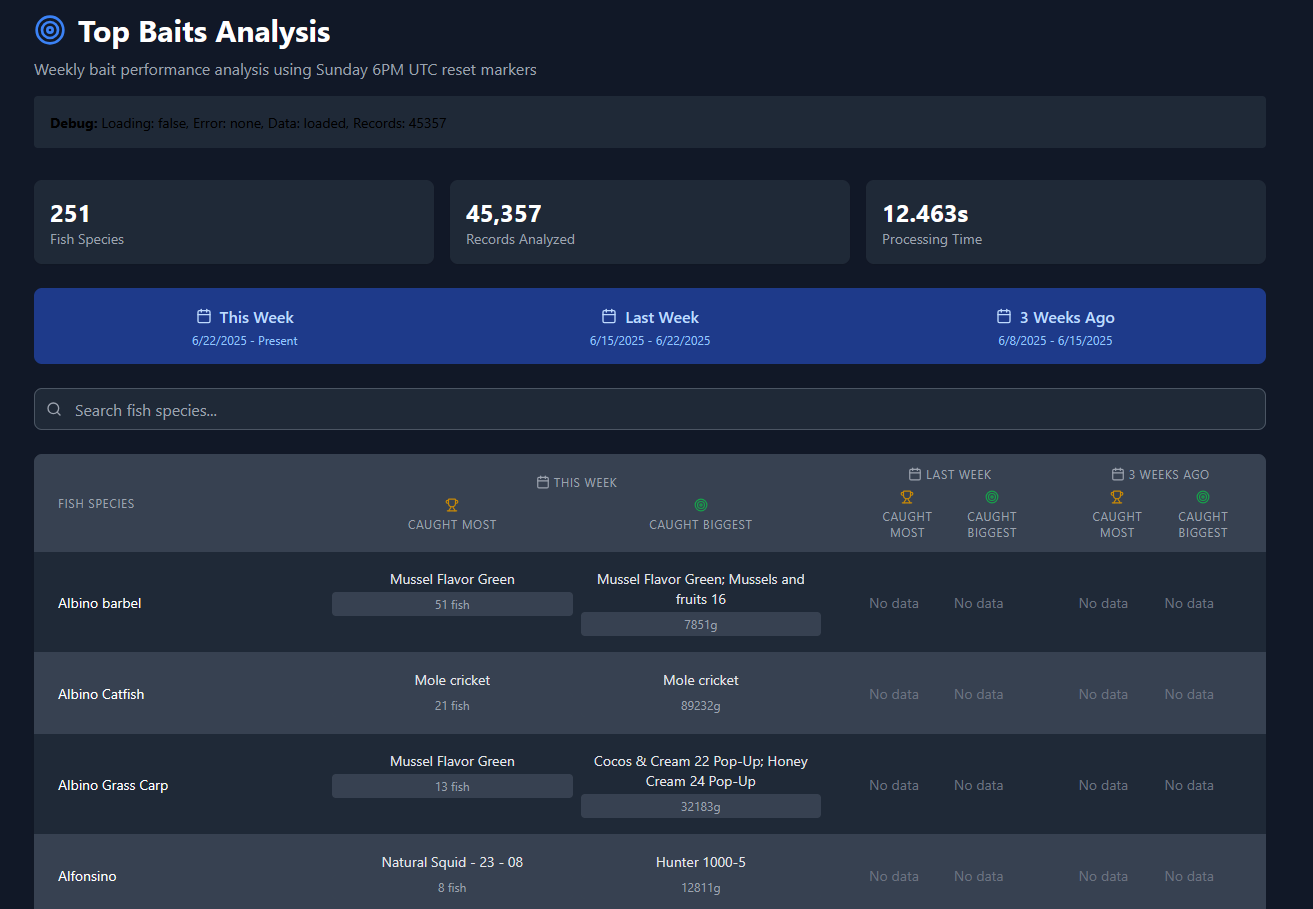 Top Baits Analysis
Weekly bait performance analysis using Sunday 6PM UTC reset markers
Debug: Loading: false, Error: none, Data: loaded, Records: 45357
251
Fish Species
45,357
Records Analyzed
12.463s
Processing Time
This Week
6/22/2025 - Present
Last Week
6/15/2025 - 6/22/2025
3 Weeks Ago
6/8/2025 - 6/15/2025
Search fish species...
FISH SPECIES
THIS WEEK
CAUGHT MOST
CAUGHT BIGGEST
LAST WEEK
CAUGHT
MOST
CAUGHT
BIGGEST
3 WEEKS AGO
CAUGHT
MOST
CAUGHT
BIGGEST
Albino barbel
Mussel Flavor Green
51 fish
Mussel Flavor Green; Mussels and
fruits 16
7851g
No data
No data
No data
No data
Albino Catfish
Mole cricket
21 fish
Mole cricket
89232g
No data
No data
No data
No data
Albino Grass Carp
Mussel Flavor Green
13 fish
Cocos & Cream 22 Pop-Up; Honey
Cream 24 Pop-Up
32183g
No data
No data
No data
No data
Alfonsino
Natural Squid - 23 - 08
8 fish
Hunter 1000-5
12811g
No data
No data
No data
No data